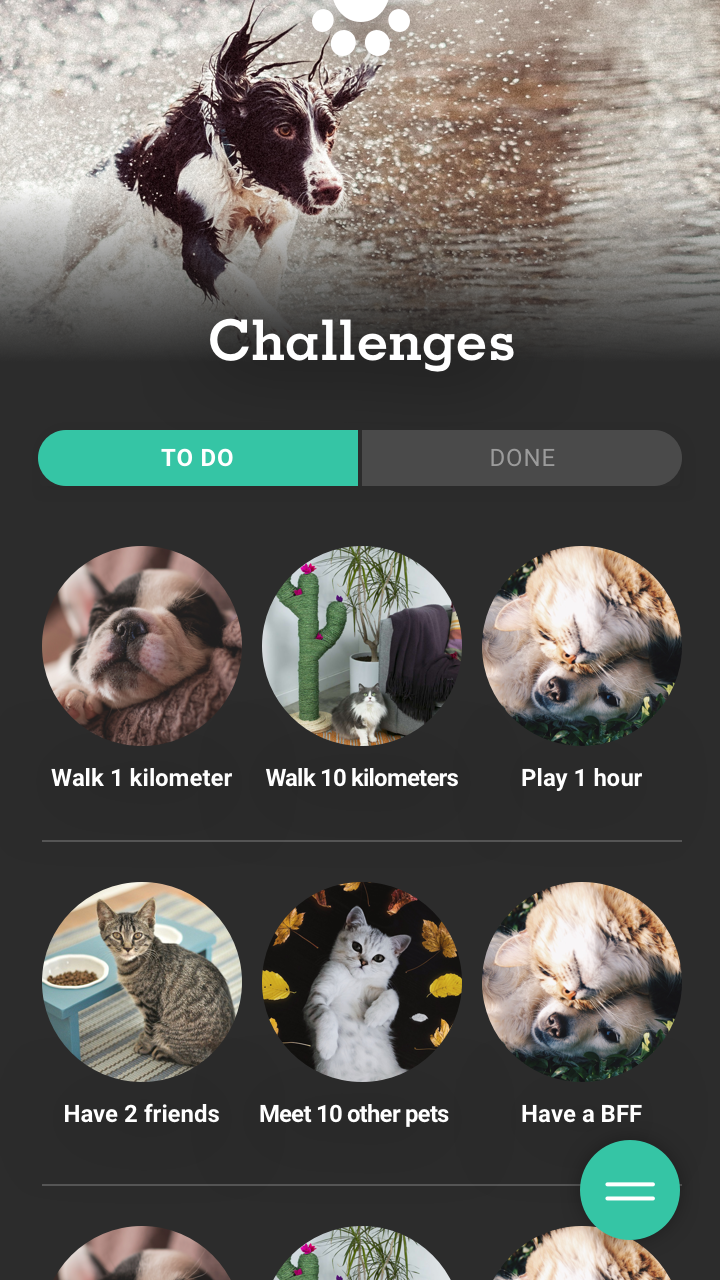 Challenges
TO DO
DONE
Walk 1 kilometer
Walk 10 kilometers
Play 1 hour
Have 2 friends
Meet 10 other pets
Have a BFF